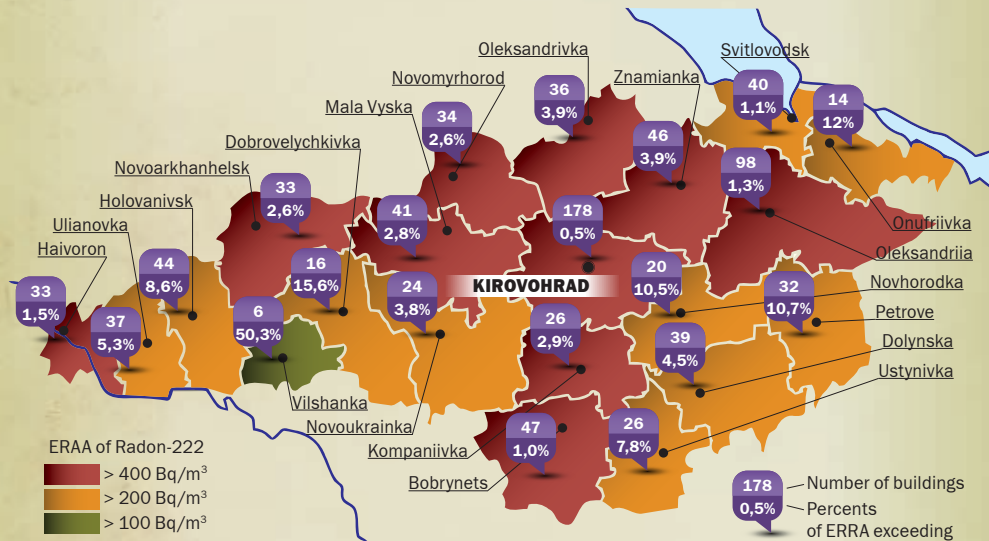 Oleksandrivka
Svitlovodsk
Novomyrhorod
Znamianka
Mala Vyska
Dobrovelychkivka
Novoarkhanhelsk
Holovanivsk
Ulianovka
Haivoron
36
3,9%
40
1,1%
14
12%
34
2,6%
46
3,9%
98
1,3%
33
2,6%
41
2,8%
178
0,5%
Onufriivka
Oleksandriia
Novhorodka
Petrove
Dolynska
Ustynivka
KIROVOHRAD
44
8,6%
16
15,6%
24
3,8%
20
10,5%
32
10,7%
33
1,5%
37
5,3%
6
50,3%
26
2,9%
39
4,5%
47
1,0%
26
7,8%
Vilshanka
Novoukrainka
Kompaniivka
Bobrynets
ERAA of Radon-222
> 400 Bq/m³
> 200 Bq/m³
> 100 Bq/m³
178
0,5%
Number of buildings
Percents
of ERRA exceeding